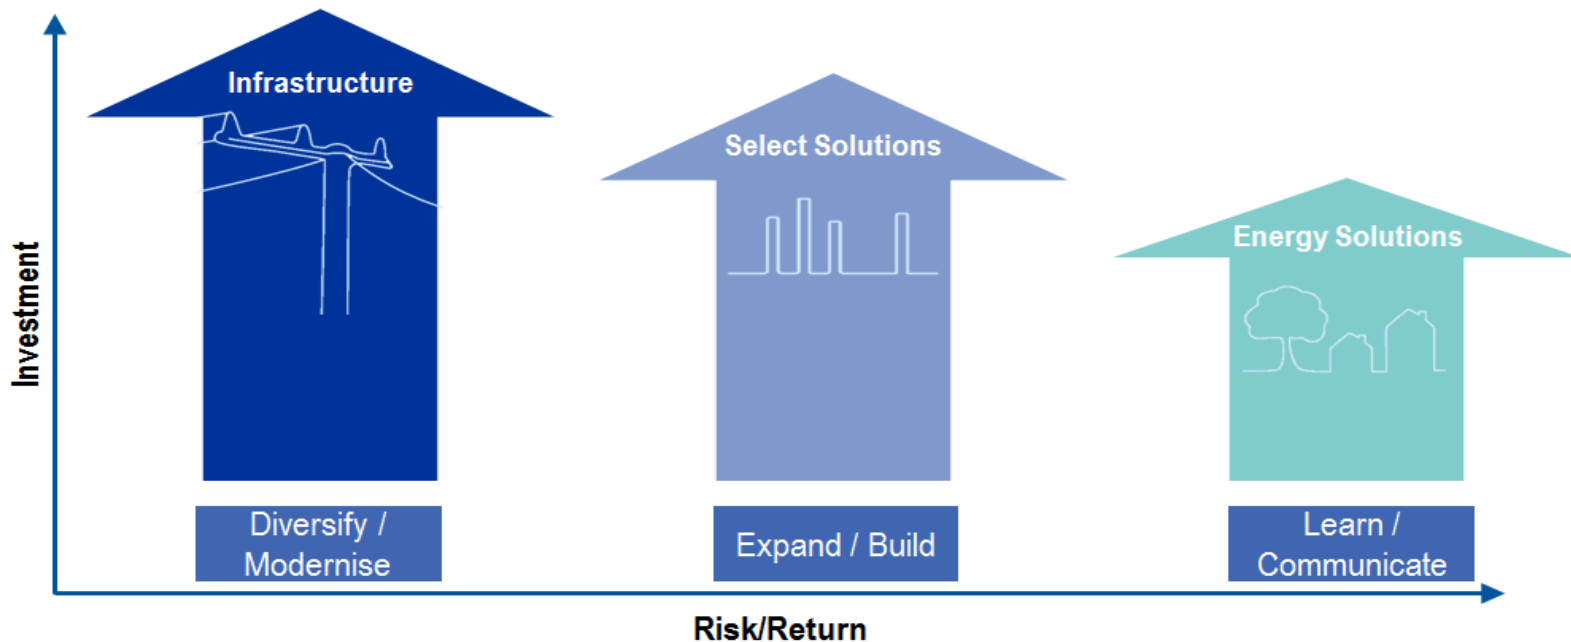 Infrastructure
Select Solutions
Energy Solutions
Investment
Diversify /
Modernise
Expand / Build
Learn /
Communicate
Risk/Return